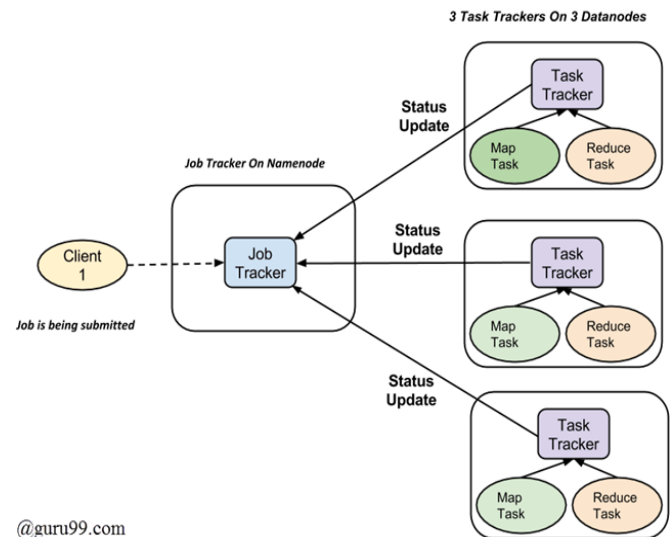 3 Task Trackers On 3 Datanodes
Task
Tracker
Status
Update
Map
Task
Reduce
Task
Job Tracker On Namenode
Client
1
Job
Tracker
Status
Update
Task
Tracker
Job is being submitted
Map
Task
Reduce
Task
Status
Update
Task
Tracker
Map
Task
Reduce
Task
@guru99.com